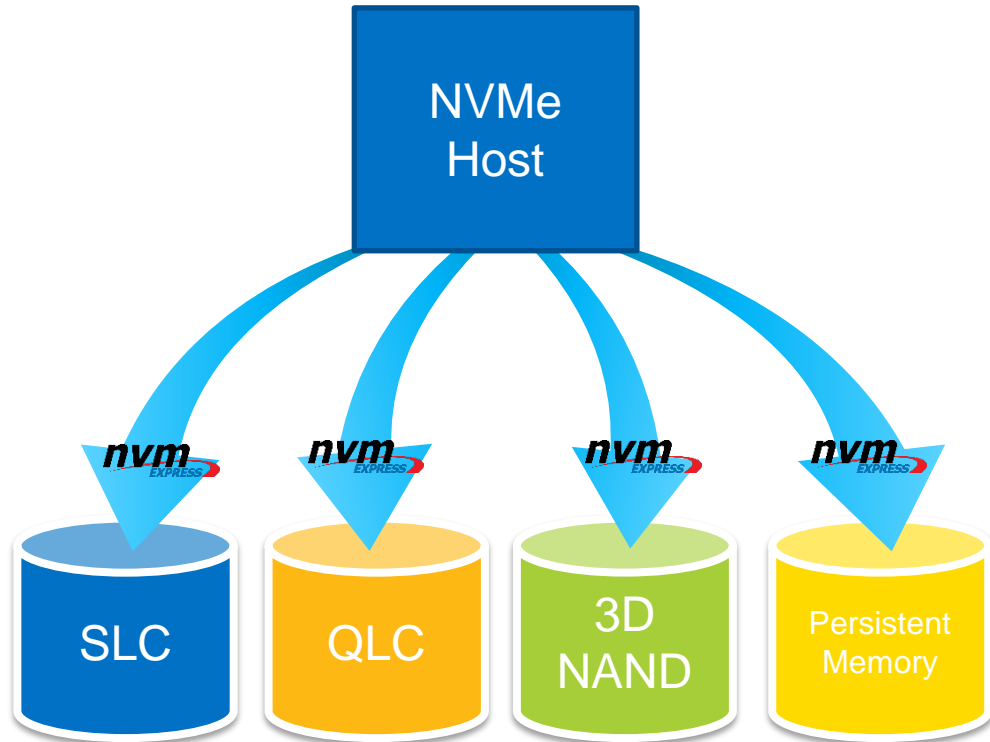 NVMe
Host
nvm
EXPRESS
nvm
EXPRESS
nvm
EXPRESS
nvm
EXPRESS
SLC
QLC
3D
NAND
Persistent
Memory